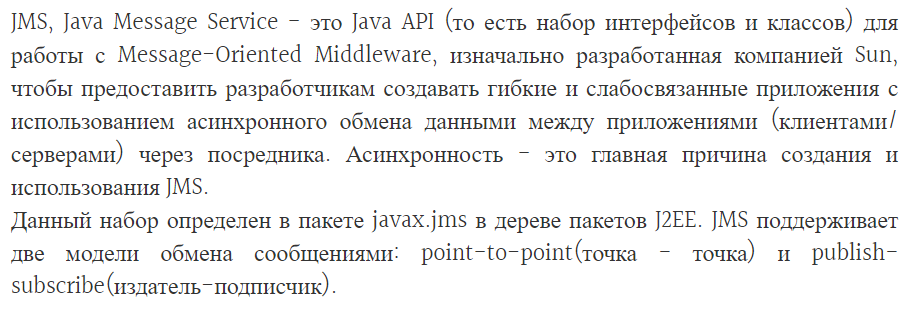 JMS, Java Message Service – это Java API (то есть набор интерфейсов и классов) для
работы с Message-Oriented Middleware, изначально разработанная компанией Sun,
чтобы предоставить разработчикам создавать гибкие и слабосвязанные приложения с
использованием асинхронного обмена данными между приложениями (клиентами/
серверами) через посредника. Асинхронность – это главная причина создания и
использования JMS.
Данный набор определен в пакете javax.jms в дереве пакетов J2EE. JMS поддерживает
две модели обмена сообщениями: point-to-point(точка – точка) и publish-
subscribe(издатель-подписчик).